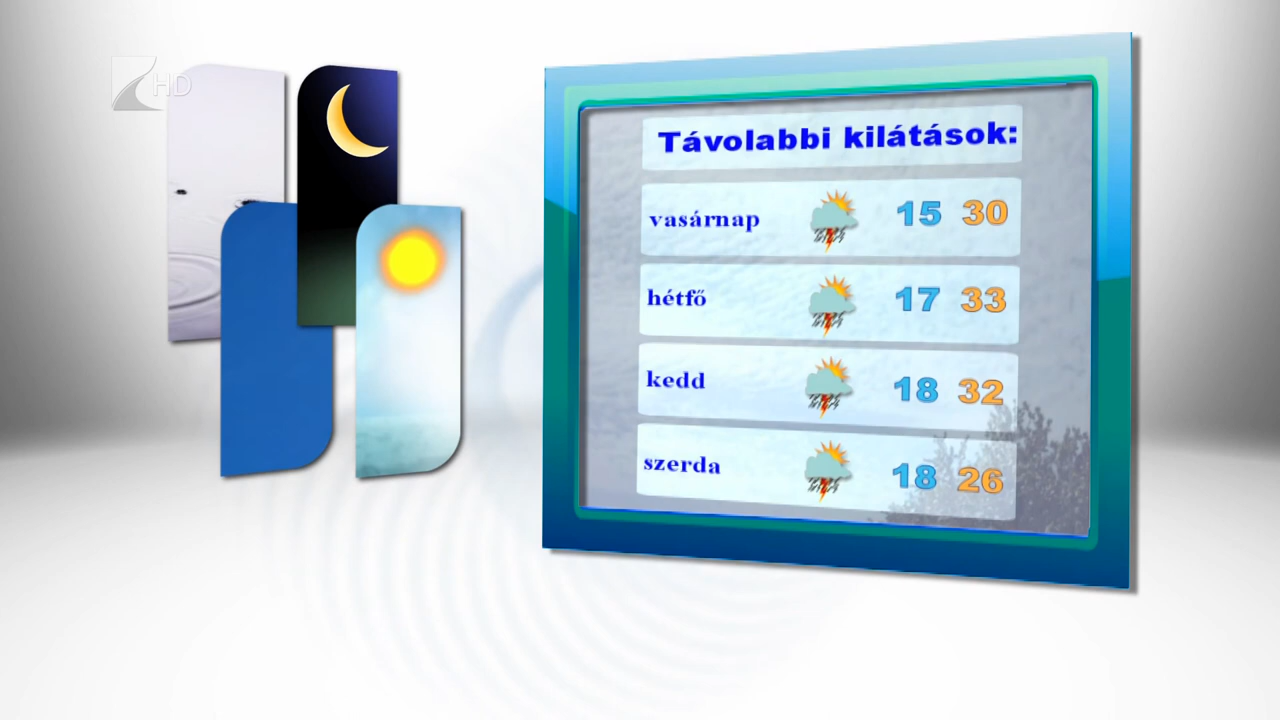 HD
Távolabbi kilátások:
vasárnap 15 30
hétfő 17 33
kedd 18 32
szerda 18 26